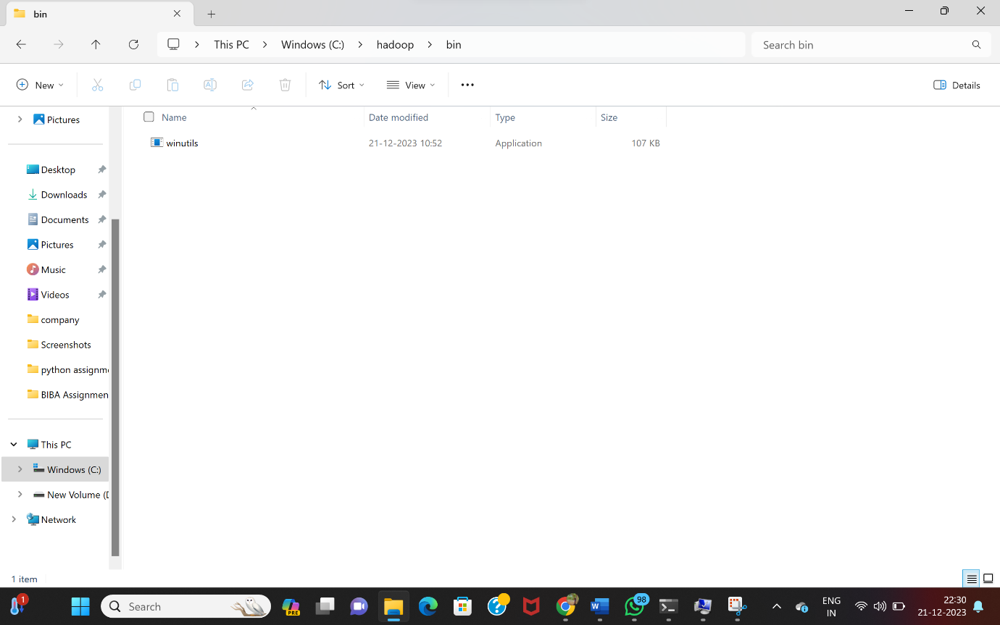 bin
This PC > Windows (C:) > hadoop > bin
Search bin
New
Sort
View
Details
Pictures
Name Date modified Type Size
winutils 21-12-2023 10:52 Application 107 KB
Desktop
Downloads
Documents
Pictures
Music
Videos
company
Screenshots
python assignm
BIBA Assignmen
This PC
Windows (C:)
New Volume (D
Network
1 item
1
Search
PRE
W
98
ENG
IN
22:30
21-12-2023